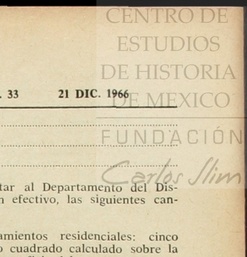 CENTRO DE
ESTUDIOS
DE HISTORIA
DE MEXICO
FUNDACIÓN
Carlos Slim
. 33 21 DIC. 1966
tar al Departamento del Dis-
n efectivo, las siguientes can-
amientos residenciales: cinco
o cuadrado calculado sobre la